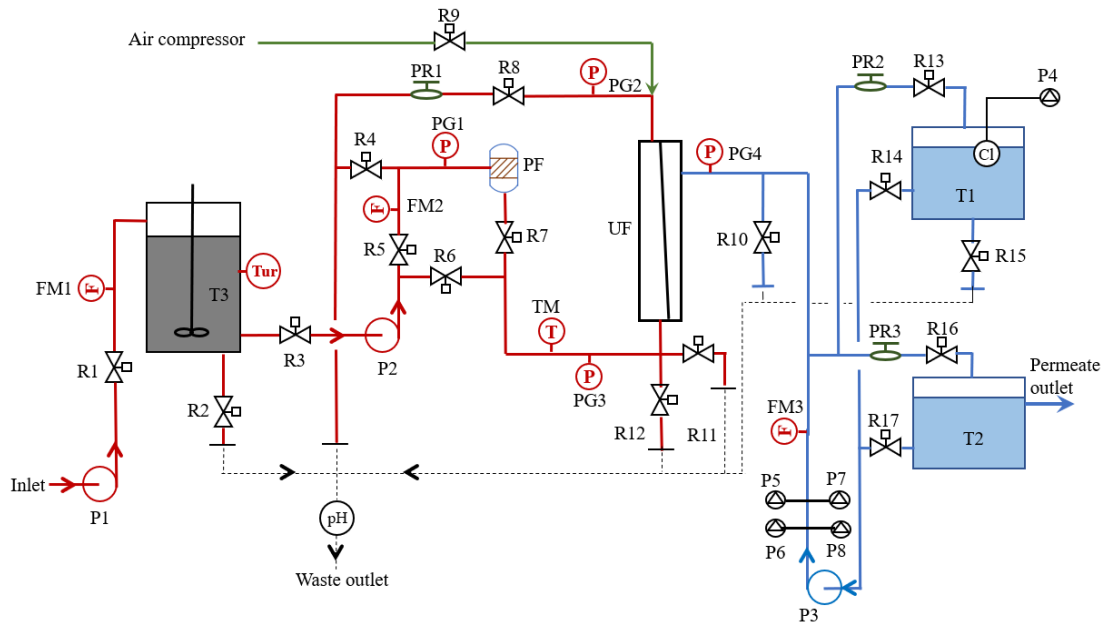 R9
Air compressor
PR1
R8
P
PG2
PR2
R13
P4
R4
PG1
P
PF
P
PG4
Cl
R14
T1
F
FM2
R5
R6
R7
UF
R10
R15
FM1
F
T3
Tur
R3
P2
TM
T
P
PG3
PR3
R16
Permeate
outlet
R1
R2
R12
R11
FM3
F
R17
T2
Inlet
P1
pH
Waste outlet
P5
P7
P6
P8
P3